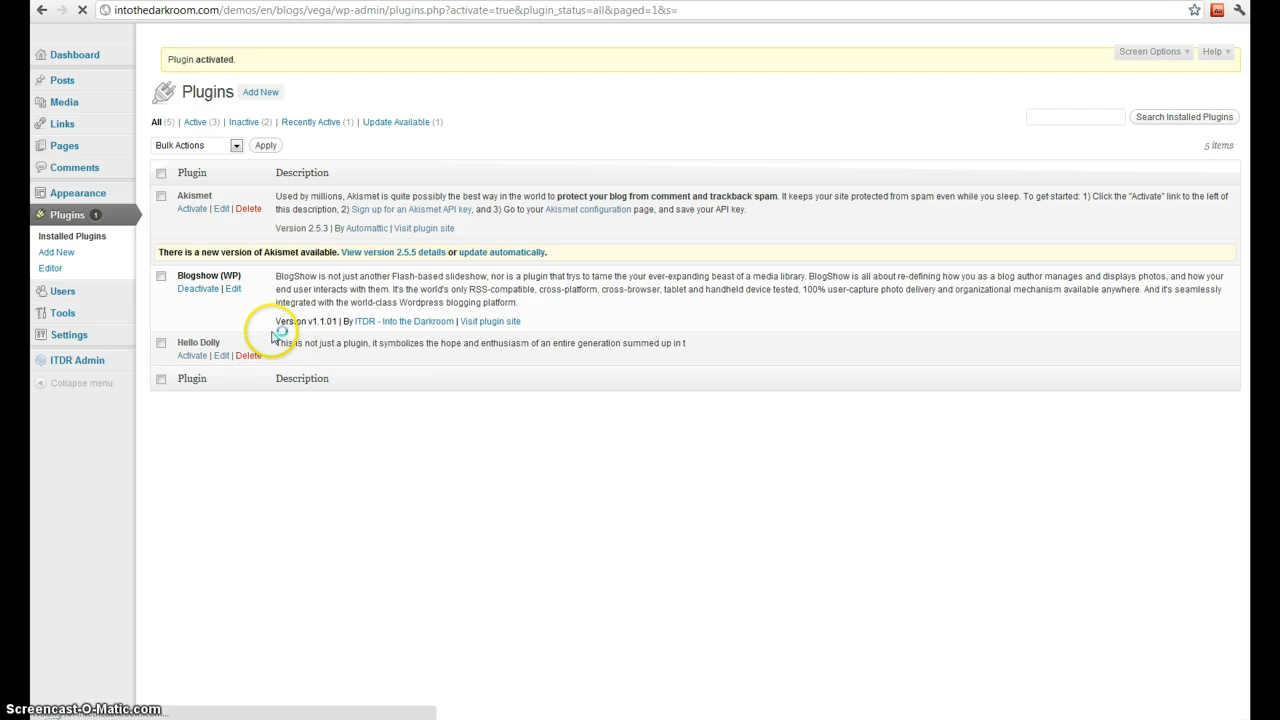 intothedarkroom.com/demos/en/blogs/vega/wp-admin/plugins.php?activate=true&plugin_status=all&paged=1&s=
Dashboard
Posts
Media
Links
Pages
Comments
Appearance
Plugins 1
Installed Plugins
Add New
Editor
Users
Tools
Settings
ITDR Admin
Collapse menu
Plugin activated.
Screen Options Help
Plugins Add New
All (5) | Active (3) | Inactive (2) | Recently Active (1) | Update Available (1)
Search Installed Plugins
Bulk Actions Apply
5 items
Plugin Description
Akismet
Activate | Edit | Delete
Used by millions, Akismet is quite possibly the best way in the world to protect your blog from comment and trackback spam. It keeps your site protected from spam even while you sleep. To get started: 1) Click the "Activate" link to the left of
this description, 2) Sign up for an Akismet API key, and 3) Go to your Akismet configuration page, and save your API key.
Version 2.5.3 | By Automattic | Visit plugin site
There is a new version of Akismet available. View version 2.5.5 details or update automatically.
Blogshow (WP)
Deactivate | Edit
BlogShow is not just another Flash-based slideshow, nor is a plugin that trys to tame the your ever-expanding beast of a media library. BlogShow is all about re-defining how you as a blog author manages and displays photos, and how your
end user interacts with them. It's the world's only RSS-compatible, cross-platform, cross-browser, tablet and handheld device tested, 100% user-capture photo delivery and organizational mechanism available anywhere. And it's seamlessly
integrated with the world-class Wordpress blogging platform.
Version v1.1.01 | By ITDR - Into the Darkroom | Visit plugin site
Hello Dolly
Activate | Edit | Delete
This is not just a plugin, it symbolizes the hope and enthusiasm of an entire generation summed up in t
Plugin Description
Screencast-O-Matic.com